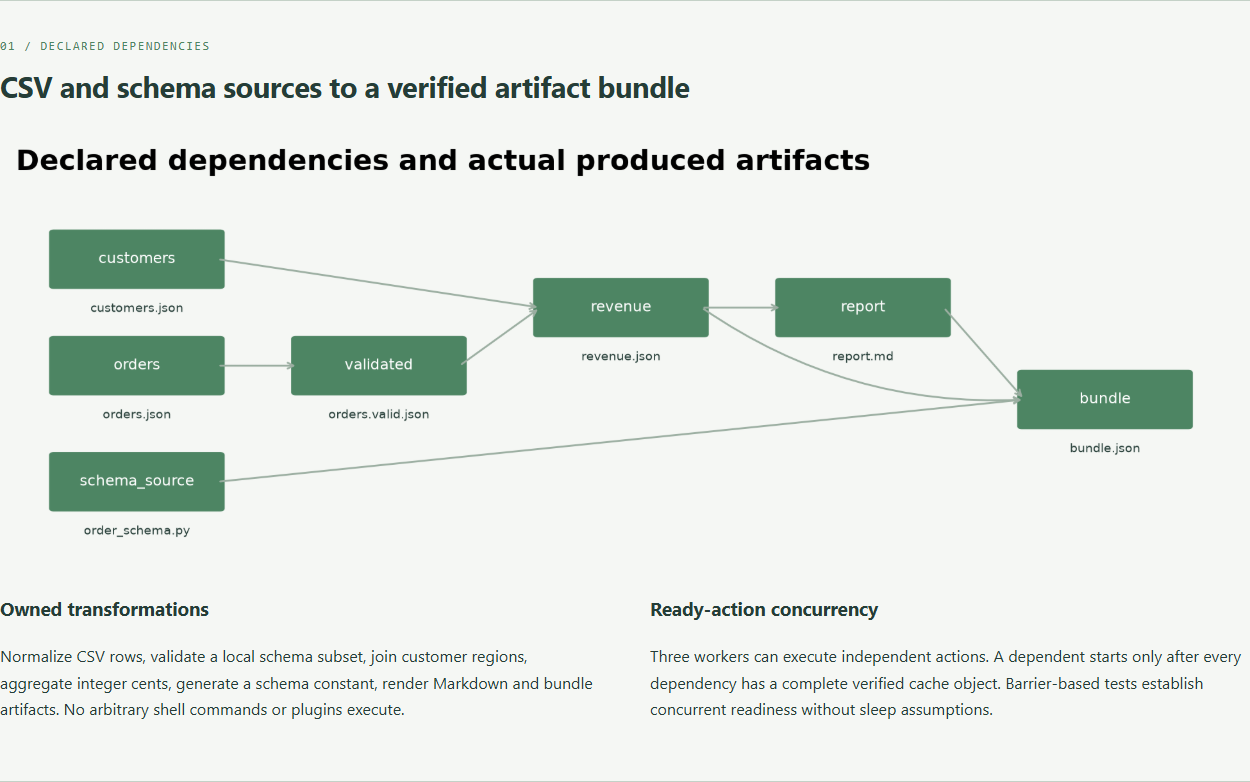 01 / DECLARED DEPENDENCIES
CSV and schema sources to a verified artifact bundle
Declared dependencies and actual produced artifacts
customers
customers.json
orders
orders.json
validated
orders.valid.json
schema_source
order_schema.py
revenue
revenue.json
report
report.md
bundle
bundle.json
Owned transformations
Normalize CSV rows, validate a local schema subset, join customer regions,
aggregate integer cents, generate a schema constant, render Markdown and bundle
artifacts. No arbitrary shell commands or plugins execute.
Ready-action concurrency
Three workers can execute independent actions. A dependent starts only after every
dependency has a complete verified cache object. Barrier-based tests establish
concurrent readiness without sleep assumptions.